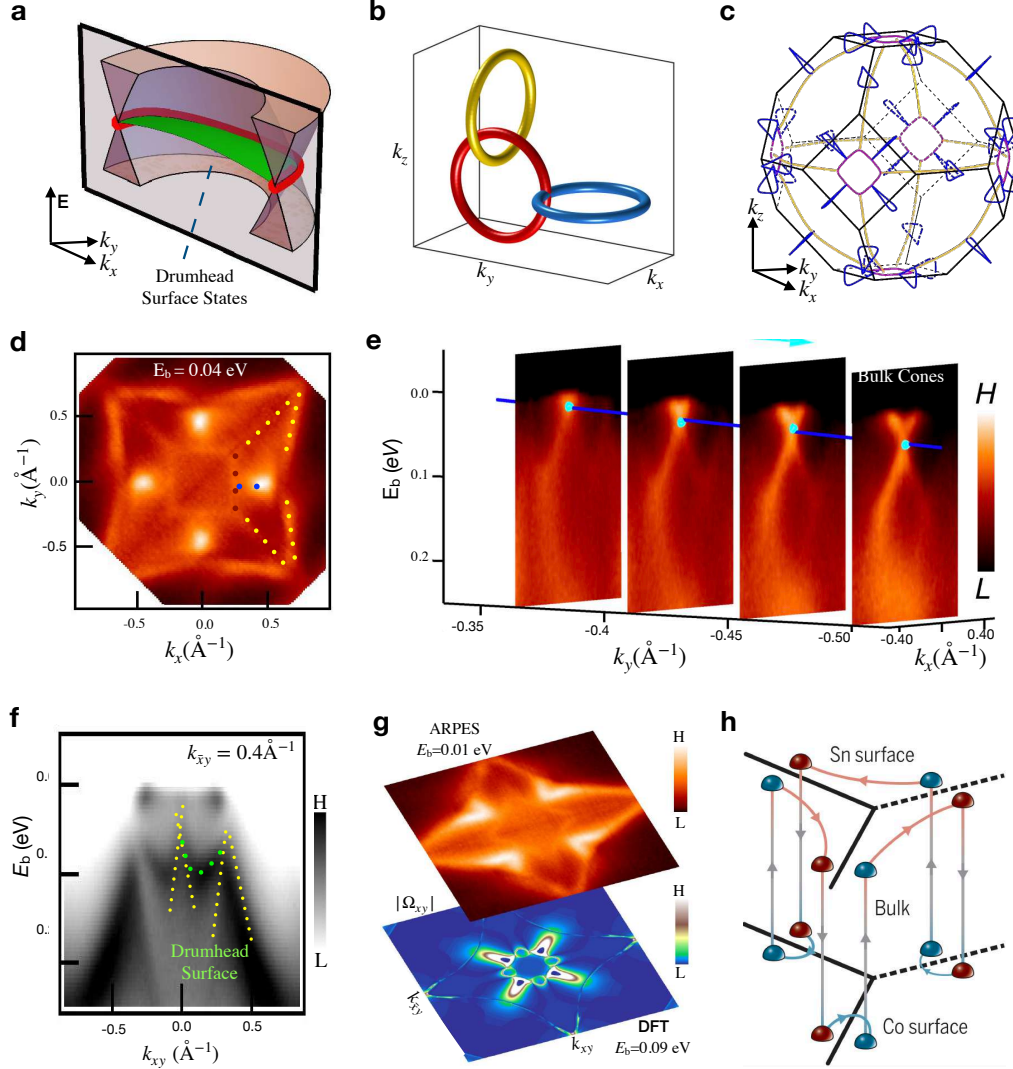 a
E
k_y
k_x
Drumhead
Surface States
b
k_z
k_y
k_x
c
k_z
k_y
k_x
d
E_b = 0.04 eV
0.5
0.0
-0.5
k_y(Å⁻¹)
-0.5
0.0
0.5
k_x(Å⁻¹)
e
Bulk Cones
0.0
0.1
0.2
E_b (eV)
H
L
-0.35
-0.4
-0.45
-0.50
-0.40
0.40
k_y(Å⁻¹)
k_x(Å⁻¹)
f
k_x̄y = 0.4Å⁻¹
0.
0.
0.
E_b (eV)
Drumhead
Surface
H
L
-0.5
0.0
0.5
k_xy (Å⁻¹)
g
ARPES
E_b=0.01 eV
H
L
|Ω_xy|
H
L
k_x̄y
k_xy
DFT
E_b=0.09 eV
h
Sn surface
Bulk
Co surface